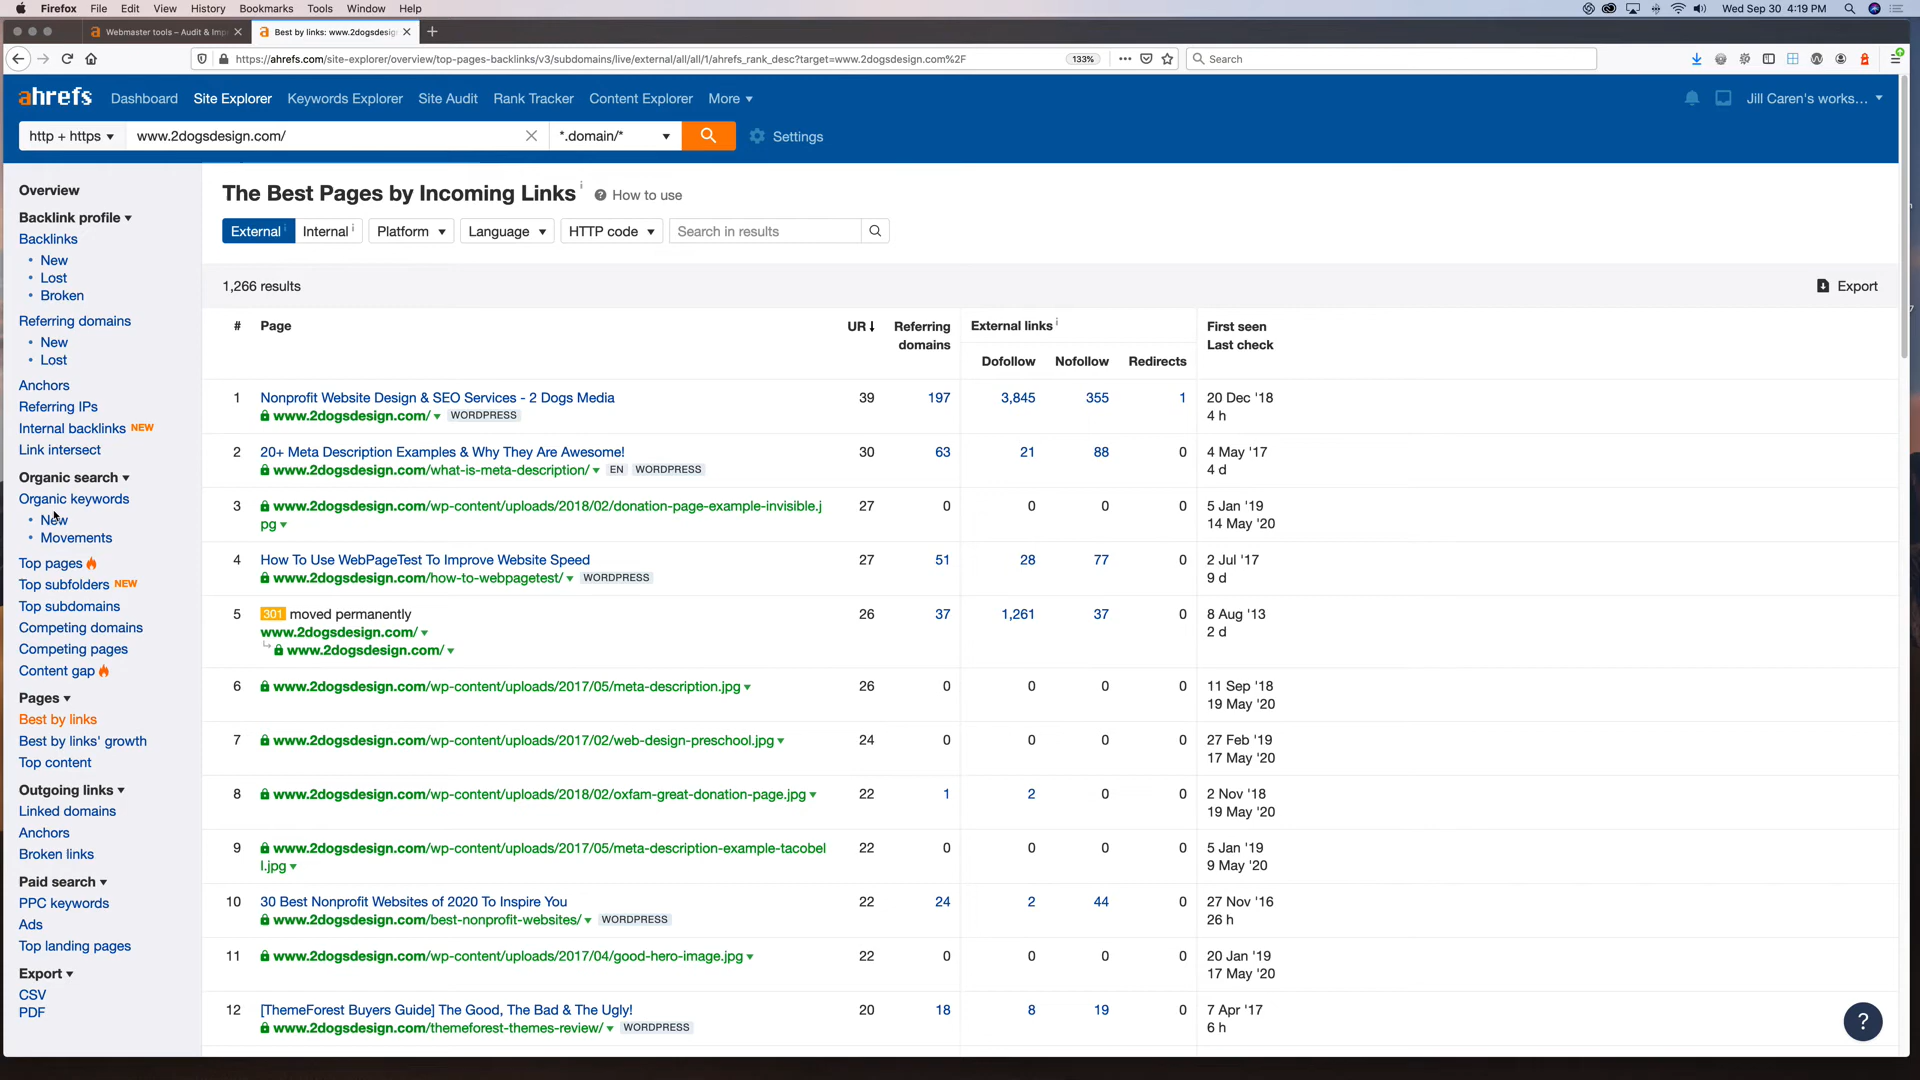 Firefox File Edit View History Bookmarks Tools Window Help Wed Sep 30 4:19 PM
Webmaster tools – Audit & Imp Best by links: www.2dogsdesig
https://ahrefs.com/site-explorer/overview/top-pages-backlinks/v3/subdomains/live/external/all/all/1/ahrefs_rank_desc?target=www.2dogsdesign.com%2F 133% Search
ahrefs Dashboard Site Explorer Keywords Explorer Site Audit Rank Tracker Content Explorer More Jill Caren's works...
http + https www.2dogsdesign.com/ *.domain/* Settings
Overview
Backlink profile
Backlinks
• New
• Lost
• Broken
Referring domains
• New
• Lost
Anchors
Referring IPs
Internal backlinks NEW
Link intersect
Organic search
Organic keywords
• New
• Movements
Top pages
Top subfolders NEW
Top subdomains
Competing domains
Competing pages
Content gap
Pages
Best by links
Best by links' growth
Top content
Outgoing links
Linked domains
Anchors
Broken links
Paid search
PPC keywords
Ads
Top landing pages
Export
CSV
PDF
The Best Pages by Incoming Links i ? How to use
External i Internal i Platform Language HTTP code Search in results
1,266 results Export
# Page UR Referring domains External links i First seen
Last check
Dofollow Nofollow Redirects
1 Nonprofit Website Design & SEO Services - 2 Dogs Media 39 197 3,845 355 1 20 Dec '18
www.2dogsdesign.com/ WORDPRESS 4 h
2 20+ Meta Description Examples & Why They Are Awesome! 30 63 21 88 0 4 May '17
www.2dogsdesign.com/what-is-meta-description/ EN WORDPRESS 4 d
3 www.2dogsdesign.com/wp-content/uploads/2018/02/donation-page-example-invisible.j 27 0 0 0 0 5 Jan '19
pg 14 May '20
4 How To Use WebPageTest To Improve Website Speed 27 51 28 77 0 2 Jul '17
www.2dogsdesign.com/how-to-webpagetest/ WORDPRESS 9 d
5 301 moved permanently 26 37 1,261 37 0 8 Aug '13
www.2dogsdesign.com/ 2 d
www.2dogsdesign.com/
6 www.2dogsdesign.com/wp-content/uploads/2017/05/meta-description.jpg 26 0 0 0 0 11 Sep '18
19 May '20
7 www.2dogsdesign.com/wp-content/uploads/2017/02/web-design-preschool.jpg 24 0 0 0 0 27 Feb '19
17 May '20
8 www.2dogsdesign.com/wp-content/uploads/2018/02/oxfam-great-donation-page.jpg 22 1 2 0 0 2 Nov '18
19 May '20
9 www.2dogsdesign.com/wp-content/uploads/2017/05/meta-description-example-tacobel 22 0 0 0 0 5 Jan '19
l.jpg 9 May '20
10 30 Best Nonprofit Websites of 2020 To Inspire You 22 24 2 44 0 27 Nov '16
www.2dogsdesign.com/best-nonprofit-websites/ WORDPRESS 26 h
11 www.2dogsdesign.com/wp-content/uploads/2017/04/good-hero-image.jpg 22 0 0 0 0 20 Jan '19
17 May '20
12 [ThemeForest Buyers Guide] The Good, The Bad & The Ugly! 20 18 8 19 0 7 Apr '17
www.2dogsdesign.com/themeforest-themes-review/ WORDPRESS 6 h
?